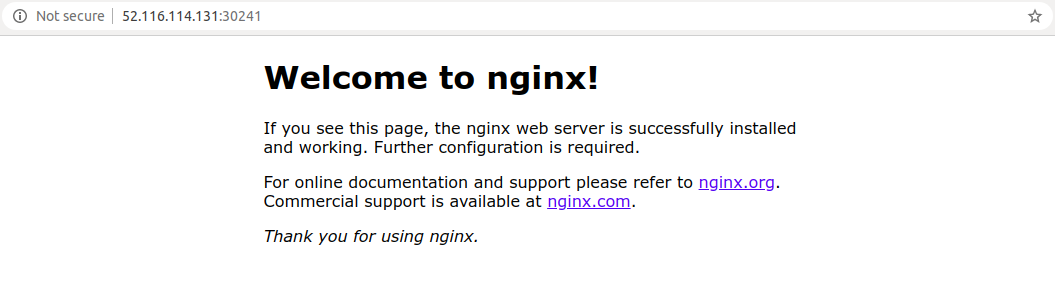 Not secure | 52.116.114.131:30241
Welcome to nginx!
If you see this page, the nginx web server is successfully installed
and working. Further configuration is required.
For online documentation and support please refer to nginx.org.
Commercial support is available at nginx.com.
Thank you for using nginx.